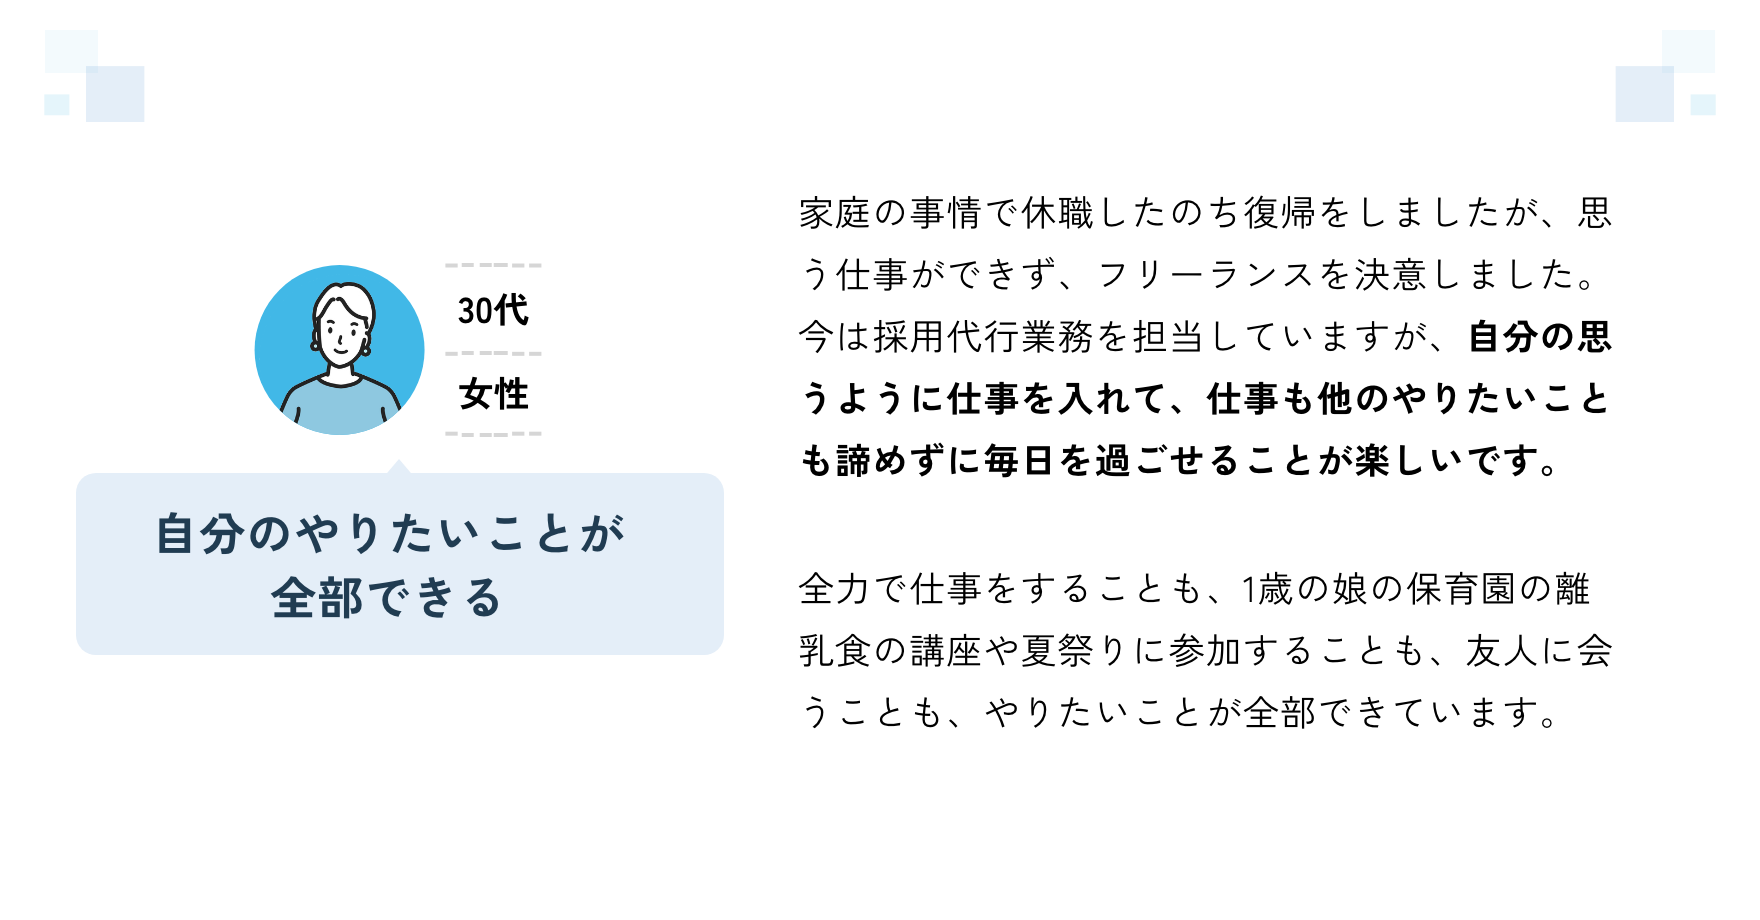 30代
女性
自分のやりたいことが
全部できる
家庭の事情で休職したのち復帰をしましたが、思
う仕事ができず、フリーランスを決意しました。
今は採用代行業務を担当していますが、自分の思
うように仕事を入れて、仕事も他のやりたいこと
も諦めずに毎日を過ごせることが楽しいです。
全力で仕事をすることも、1歳の娘の保育園の離
乳食の講座や夏祭りに参加することも、友人に会
うことも、やりたいことが全部できています。